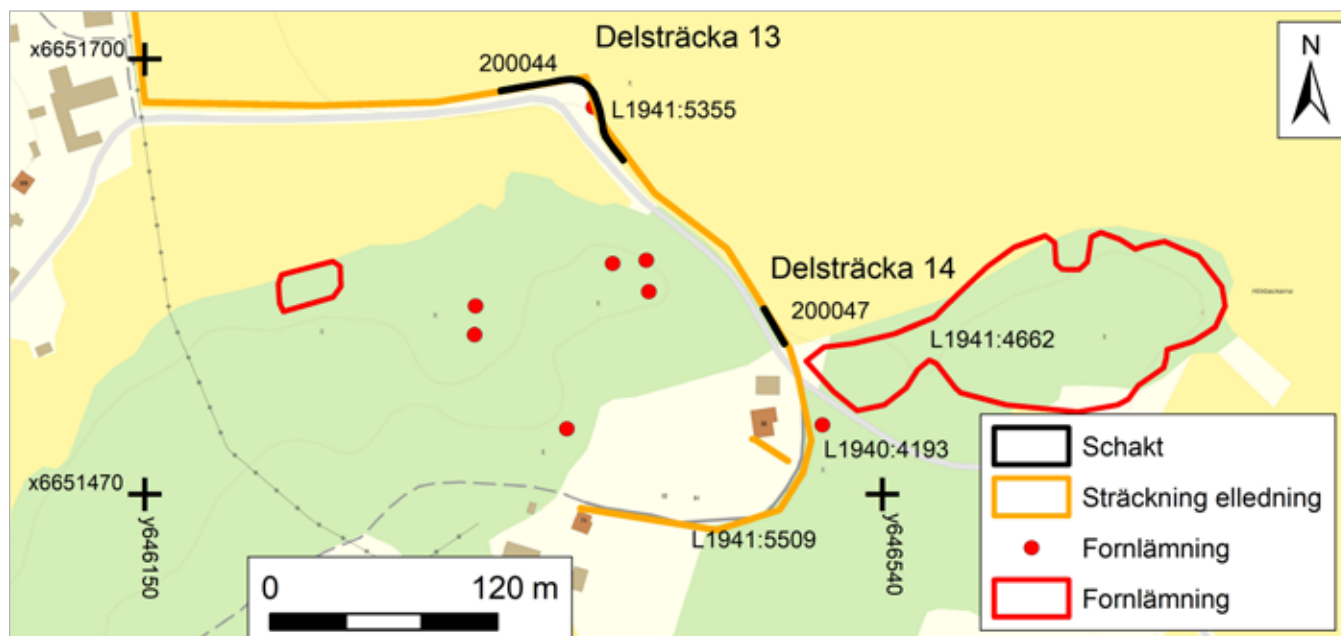 Delsträcka 13
N
x6651700
200044
L1941:5355
Delsträcka 14
200047
L1941:4662
L1940:4193
x6651470
y646150
y646540
L1941:5509
0 120 m
Schakt
Sträckning elledning
Fornlämning
Fornlämning